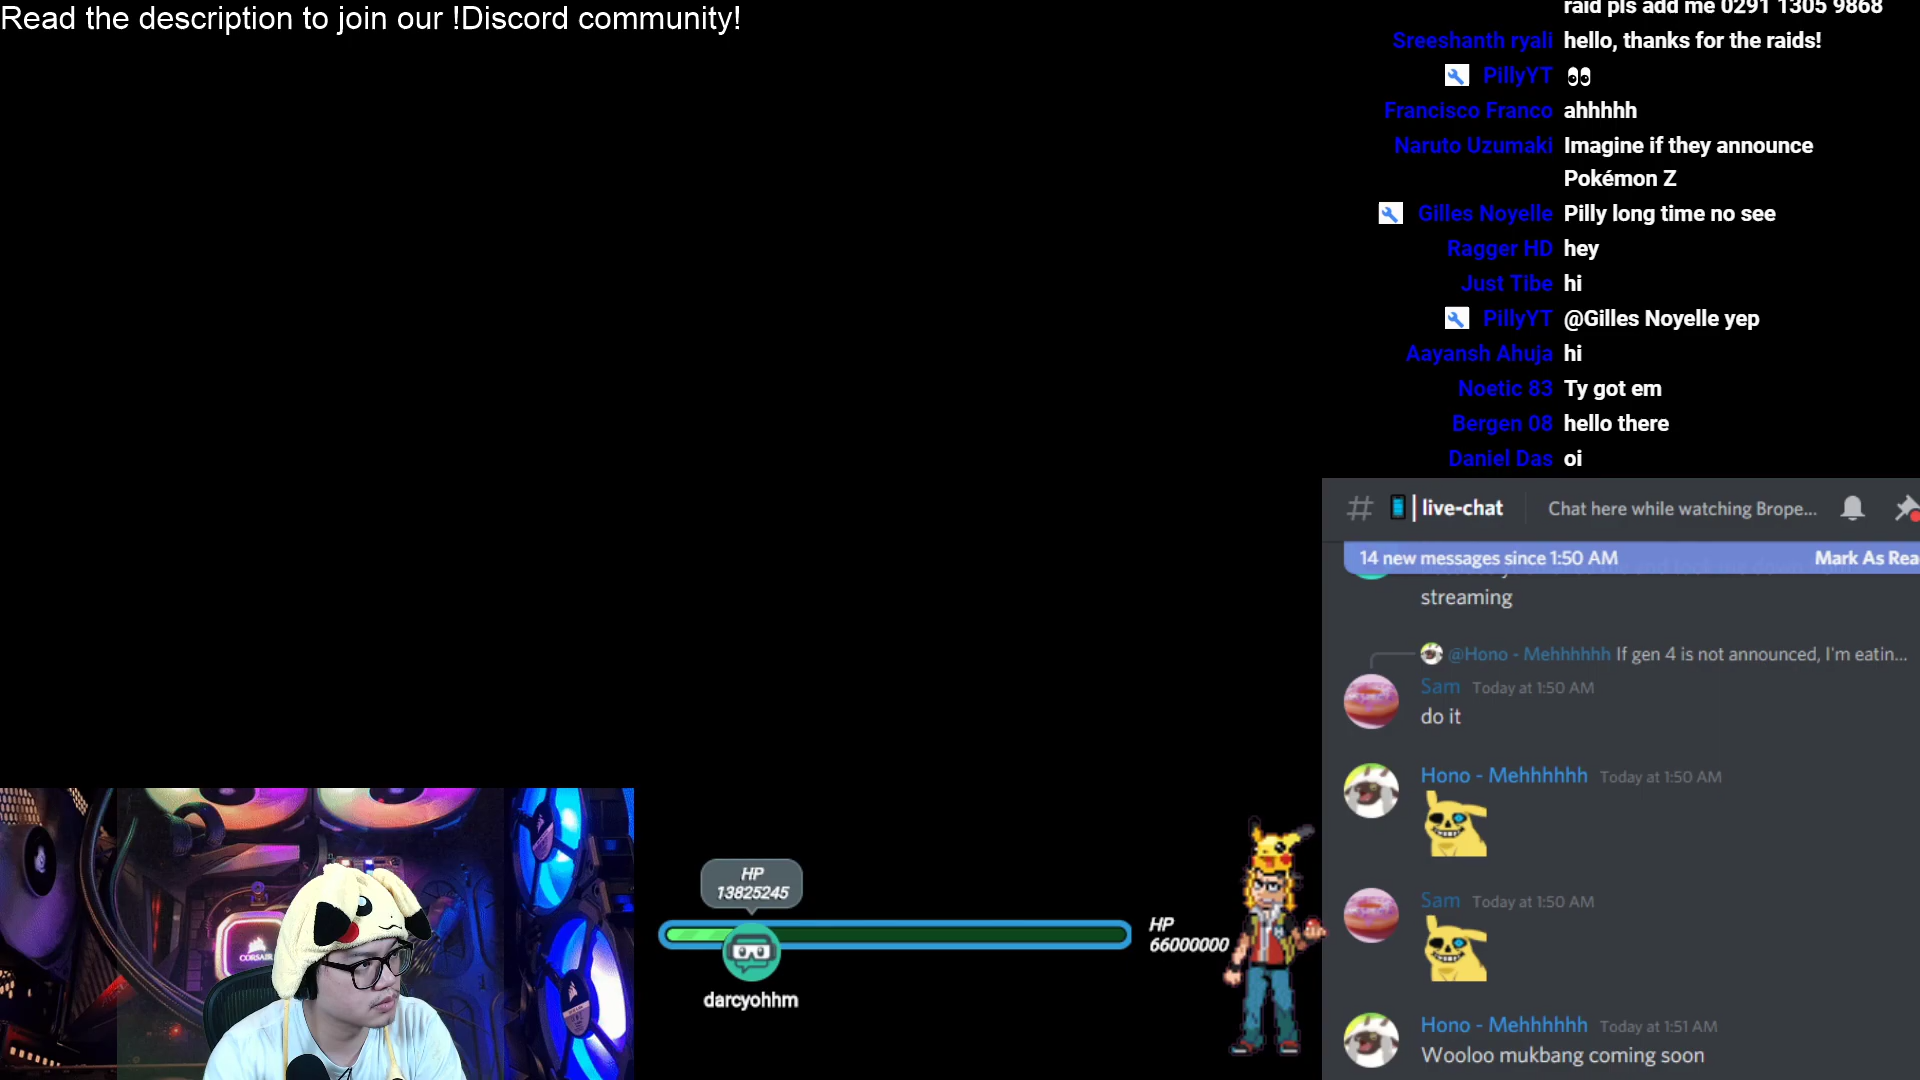 Read the description to join our !Discord community!
raid pls add me 0291 1305 9868
Sreeshanth ryali hello, thanks for the raids!
PillyYT 👀
Francisco Franco ahhhhh
Naruto Uzumaki Imagine if they announce
Pokémon Z
Gilles Noyelle Pilly long time no see
Ragger HD hey
Just Tibe hi
PillyYT @Gilles Noyelle yep
Aayansh Ahuja hi
Noetic 83 Ty got em
Bergen 08 hello there
Daniel Das oi
# | live-chat Chat here while watching Brope...
14 new messages since 1:50 AM Mark As Rea
streaming
@Hono - Mehhhhhh If gen 4 is not announced, I'm eatin...
Sam Today at 1:50 AM
do it
Hono - Mehhhhhh Today at 1:50 AM
Sam Today at 1:50 AM
Hono - Mehhhhhh Today at 1:51 AM
Wooloo mukbang coming soon
HP
13825245
HP
66000000
darcyohhm
CORSAIR